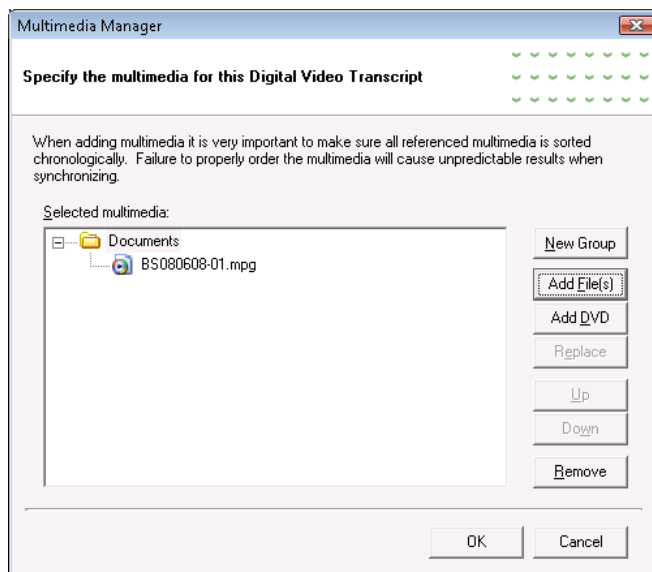 Multimedia Manager
Specify the multimedia for this Digital Video Transcript
When adding multimedia it is very important to make sure all referenced multimedia is sorted
chronologically. Failure to properly order the multimedia will cause unpredictable results when
synchronizing.
Selected multimedia:
Documents
BS080608-01.mpg
New Group
Add File(s)
Add DVD
Replace
Up
Down
Remove
OK
Cancel